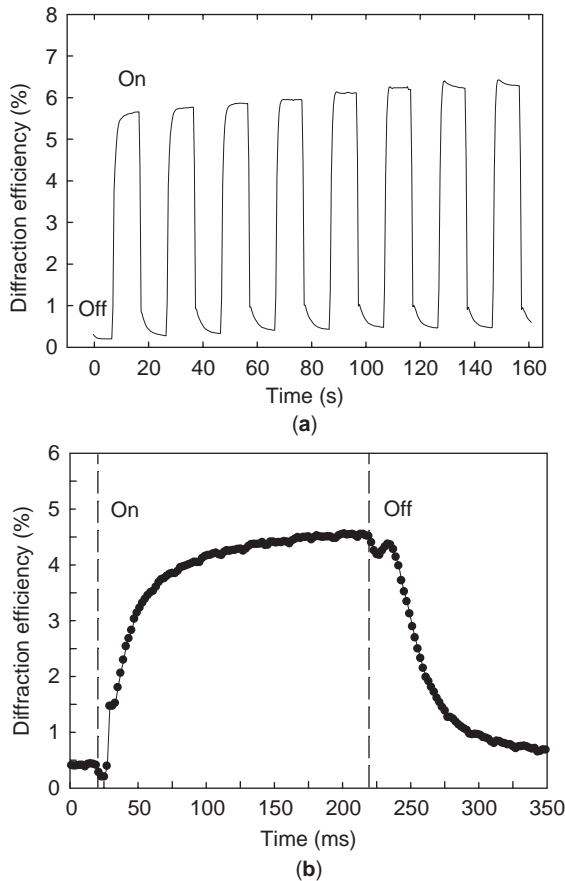 8
7
6
5
4
3
2
1
0
Diffraction efficiency (%)
On
Off
0 20 40 60 80 100 120 140 160
Time (s)
(a)
6
5
4
3
2
1
0
Diffraction efficiency (%)
On
Off
0 50 100 150 200 250 300 350
Time (ms)
(b)